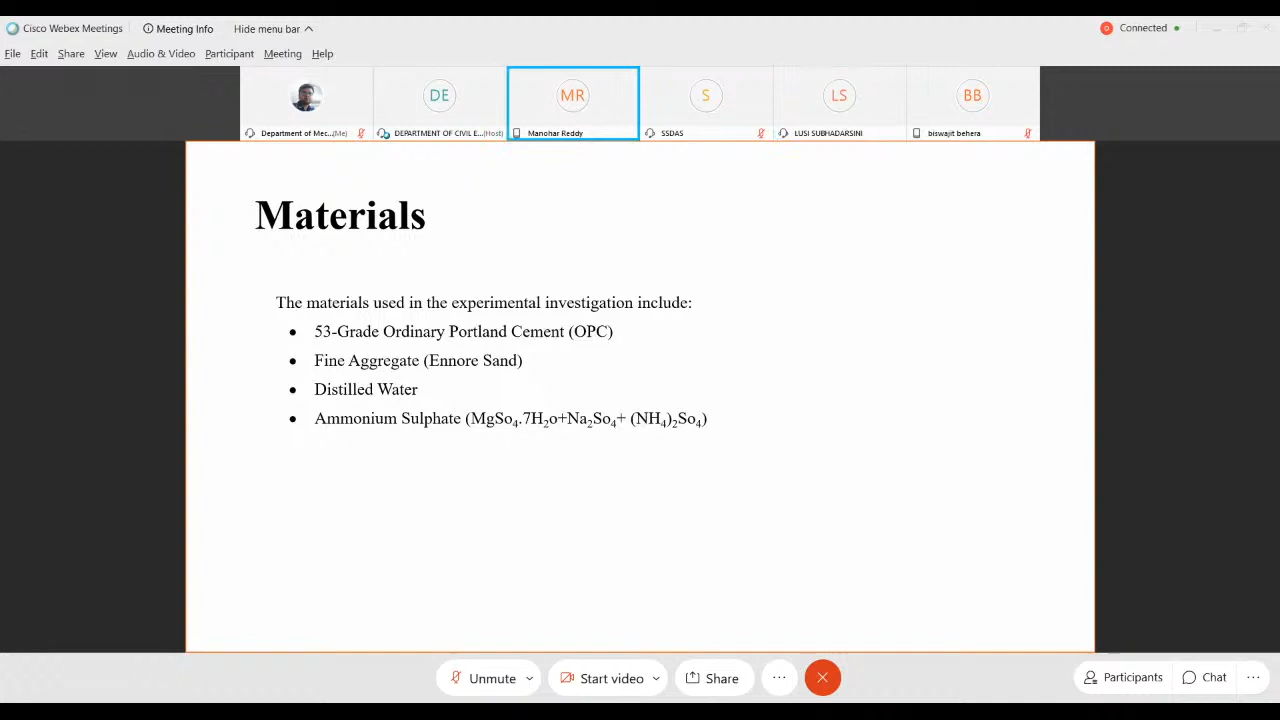 Cisco Webex Meetings Meeting Info Hide menu bar Connected
File Edit Share View Audio & Video Participant Meeting Help
DE MR S LS BB
Department of Mec...(Me) DEPARTMENT OF CIVIL E...(Host) Manohar Reddy SSDAS LUSI SUBHADARSINI biswajit behera
Materials
The materials used in the experimental investigation include:
• 53-Grade Ordinary Portland Cement (OPC)
• Fine Aggregate (Ennore Sand)
• Distilled Water
• Ammonium Sulphate (MgSo₄.7H₂o+Na₂So₄+ (NH₄)₂So₄)
Unmute Start video Share ... Participants Chat ...